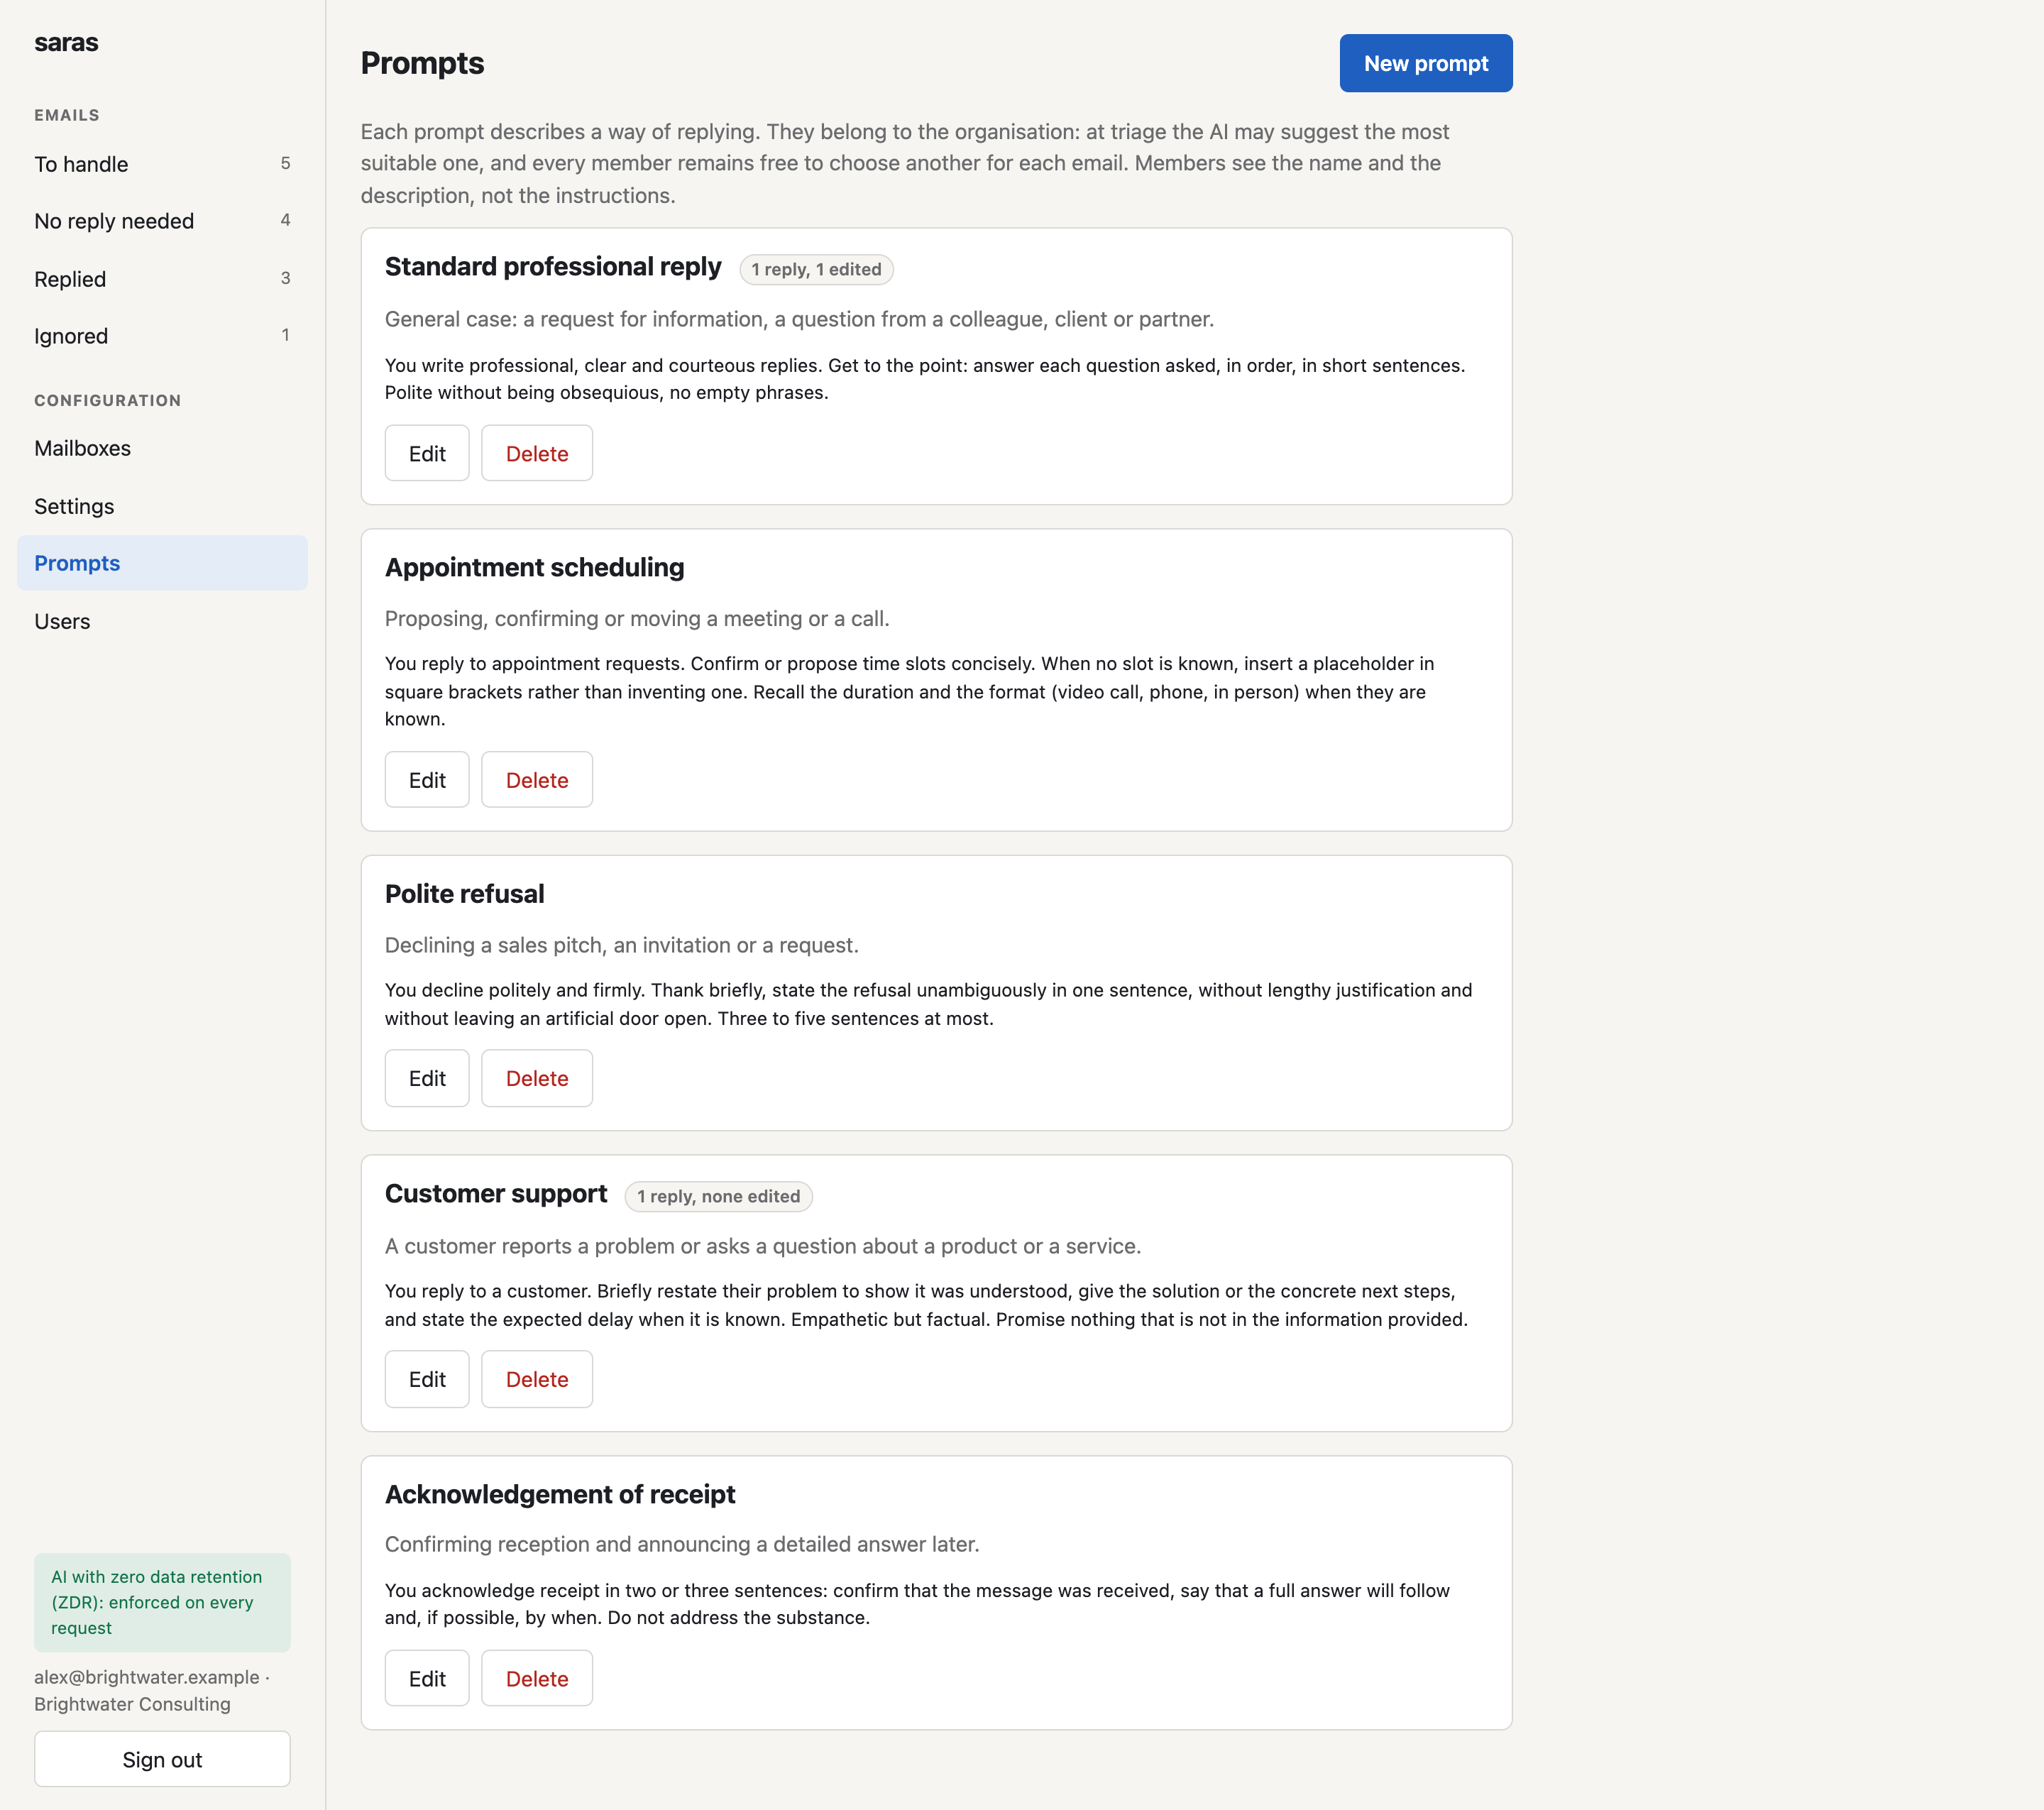 saras
EMAILS
To handle 5
No reply needed 4
Replied 3
Ignored 1
CONFIGURATION
Mailboxes
Settings
Prompts
Users
AI with zero data retention
(ZDR): enforced on every
request
alex@brightwater.example ·
Brightwater Consulting
Sign out
Prompts
New prompt
Each prompt describes a way of replying. They belong to the organisation: at triage the AI may suggest the most
suitable one, and every member remains free to choose another for each email. Members see the name and the
description, not the instructions.
Standard professional reply 1 reply, 1 edited
General case: a request for information, a question from a colleague, client or partner.
You write professional, clear and courteous replies. Get to the point: answer each question asked, in order, in short sentences.
Polite without being obsequious, no empty phrases.
Edit Delete
Appointment scheduling
Proposing, confirming or moving a meeting or a call.
You reply to appointment requests. Confirm or propose time slots concisely. When no slot is known, insert a placeholder in
square brackets rather than inventing one. Recall the duration and the format (video call, phone, in person) when they are
known.
Edit Delete
Polite refusal
Declining a sales pitch, an invitation or a request.
You decline politely and firmly. Thank briefly, state the refusal unambiguously in one sentence, without lengthy justification and
without leaving an artificial door open. Three to five sentences at most.
Edit Delete
Customer support 1 reply, none edited
A customer reports a problem or asks a question about a product or a service.
You reply to a customer. Briefly restate their problem to show it was understood, give the solution or the concrete next steps,
and state the expected delay when it is known. Empathetic but factual. Promise nothing that is not in the information provided.
Edit Delete
Acknowledgement of receipt
Confirming reception and announcing a detailed answer later.
You acknowledge receipt in two or three sentences: confirm that the message was received, say that a full answer will follow
and, if possible, by when. Do not address the substance.
Edit Delete